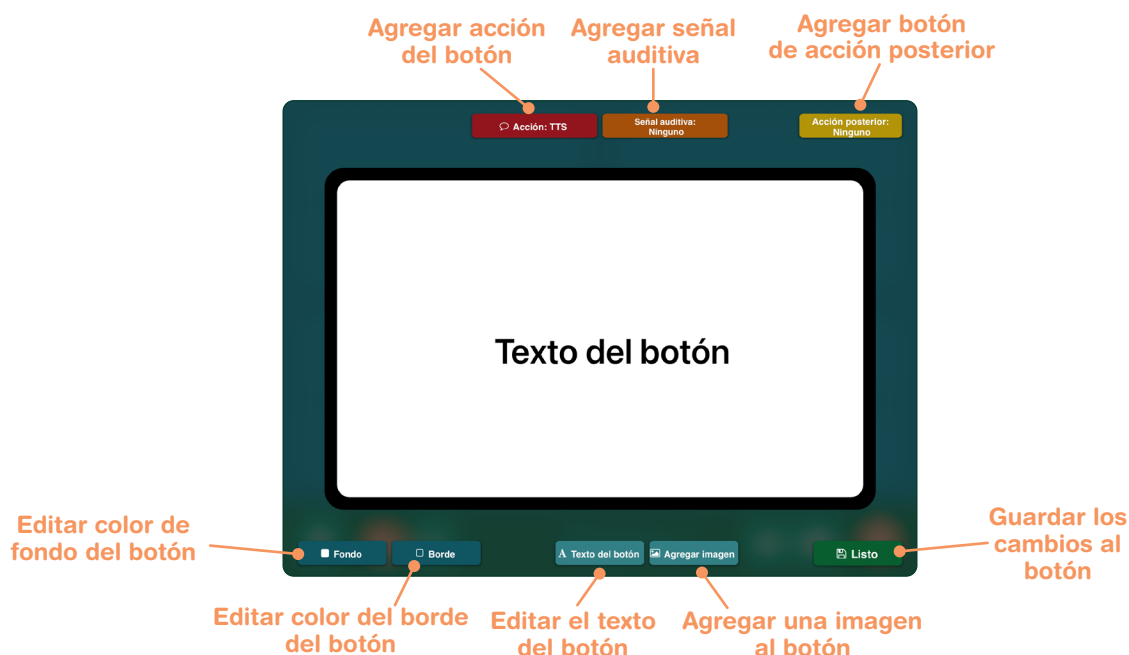 Agregar acción
del botón
Agregar señal
auditiva
Agregar botón
de acción posterior
Acción: TTS
Señal auditiva:
Ninguno
Acción posterior:
Ninguno
Texto del botón
Editar color de
fondo del botón
Fondo
Borde
A Texto del botón
Agregar imagen
Listo
Guardar los
cambios al
botón
Editar color del borde
del botón
Editar el texto
del botón
Agregar una imagen
al botón